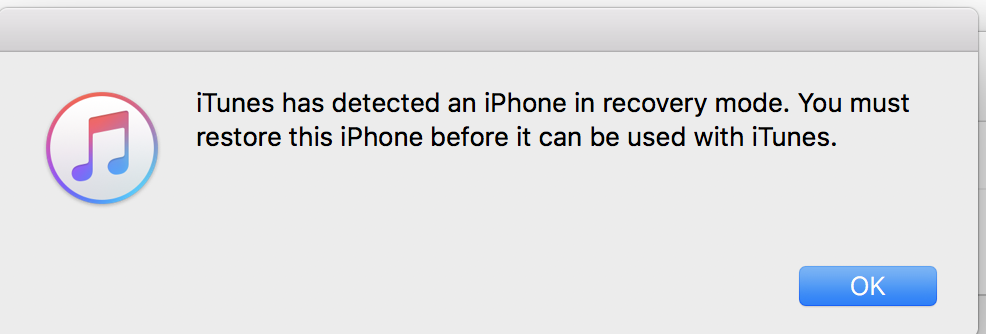 iTunes has detected an iPhone in recovery mode. You must
restore this iPhone before it can be used with iTunes.
OK